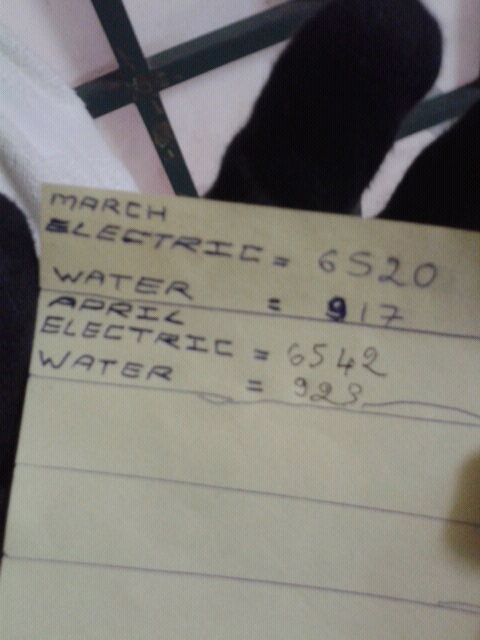 MARCH
ELECTRIC = 6520
WATER = 917
APRIL
ELECTRIC = 6542
WATER = 923